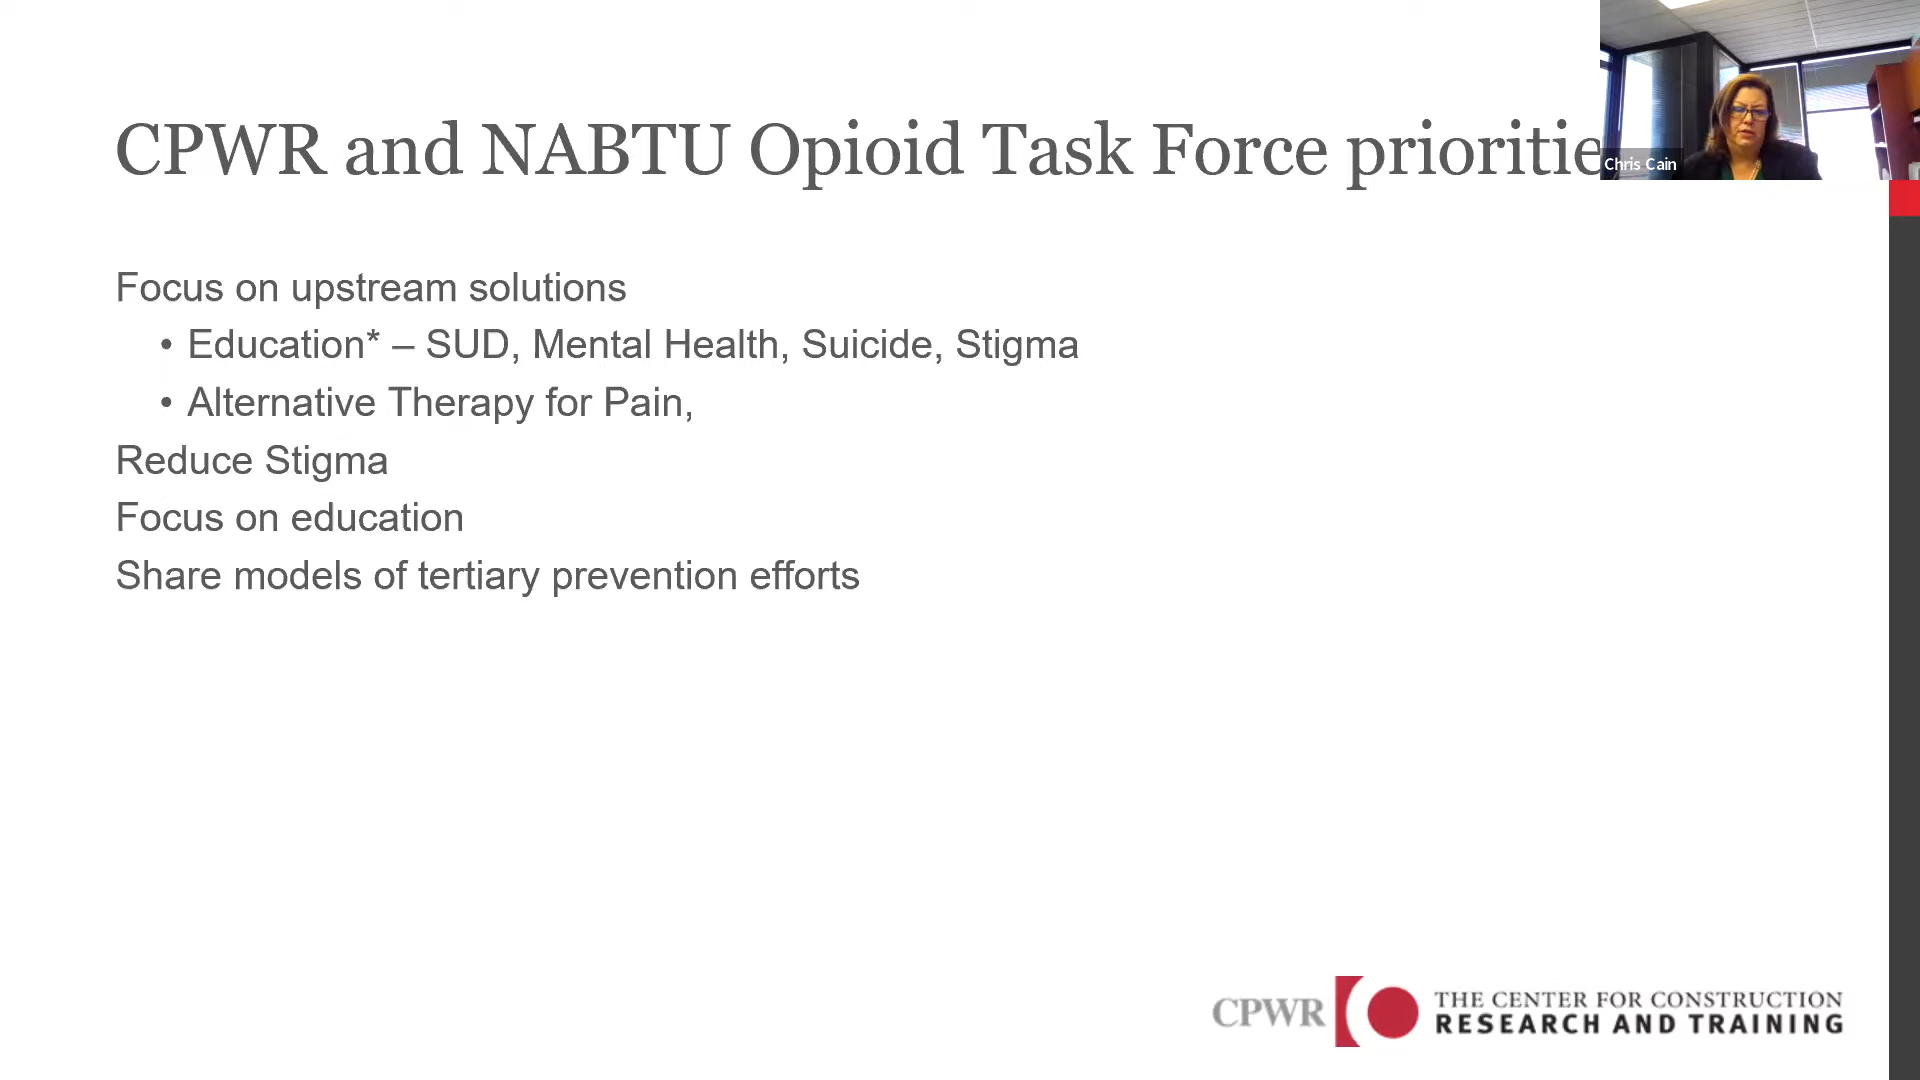 CPWR and NABTU Opioid Task Force prioritie
Chris Cain
Focus on upstream solutions
• Education* – SUD, Mental Health, Suicide, Stigma
• Alternative Therapy for Pain,
Reduce Stigma
Focus on education
Share models of tertiary prevention efforts
CPWR
THE CENTER FOR CONSTRUCTION
RESEARCH AND TRAINING